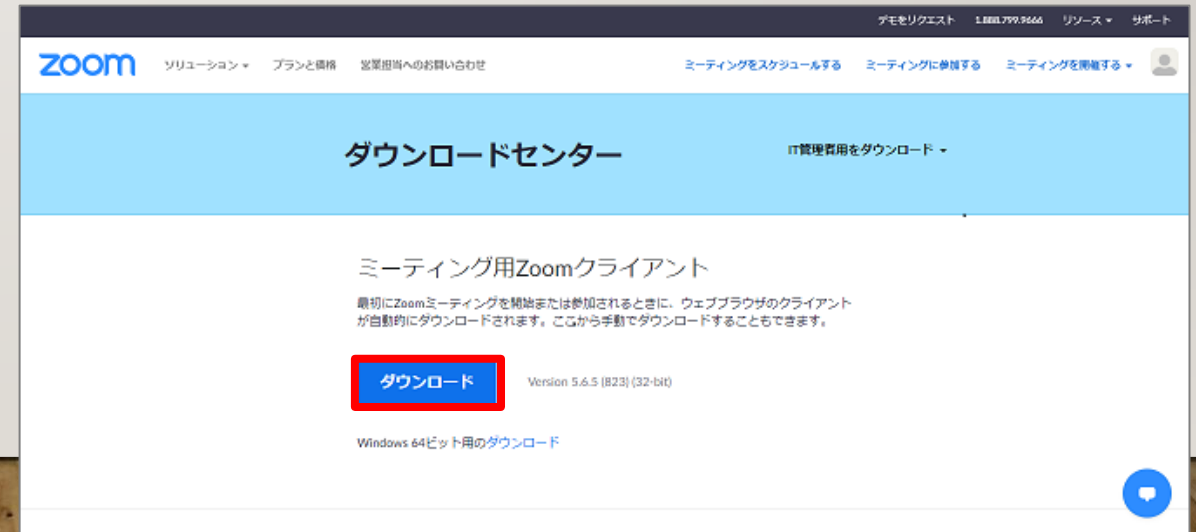 デモをリクエスト 1.888.799.9666 リソース サポート
zoom ソリューション プランと価格 営業担当へのお問い合わせ ミーティングをスケジュールする ミーティングに参加する ミーティングを開催する
ダウンロードセンター
IT管理者用をダウンロード
ミーティング用Zoomクライアント
最初にZoomミーティングを開始または参加されるときに、ウェブブラウザのクライアント
が自動的にダウンロードされます。ここから手動でダウンロードすることもできます。
ダウンロード Version 5.6.5 (823) (32-bit)
Windows 64ビット用のダウンロード